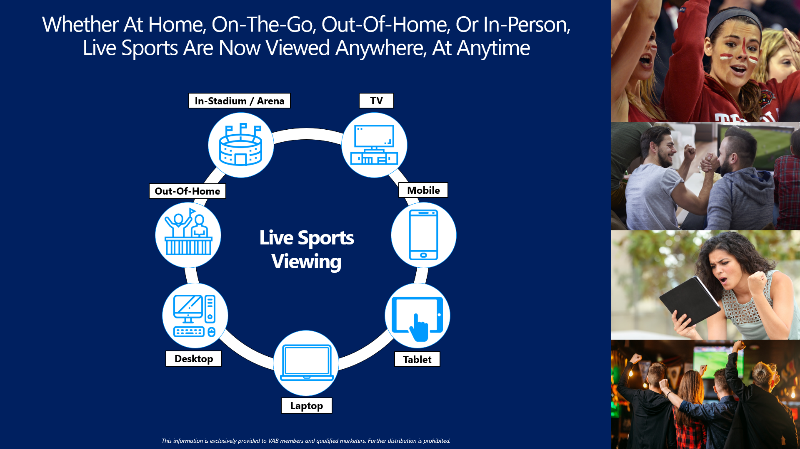 Whether At Home, On-The-Go, Out-Of-Home, Or In-Person,
Live Sports Are Now Viewed Anywhere, At Anytime
In-Stadium / Arena
TV
Out-Of-Home
Mobile
Live Sports
Viewing
Desktop
Tablet
Laptop
This information is exclusively provided to VAB members and qualified marketers. Further distribution is prohibited.